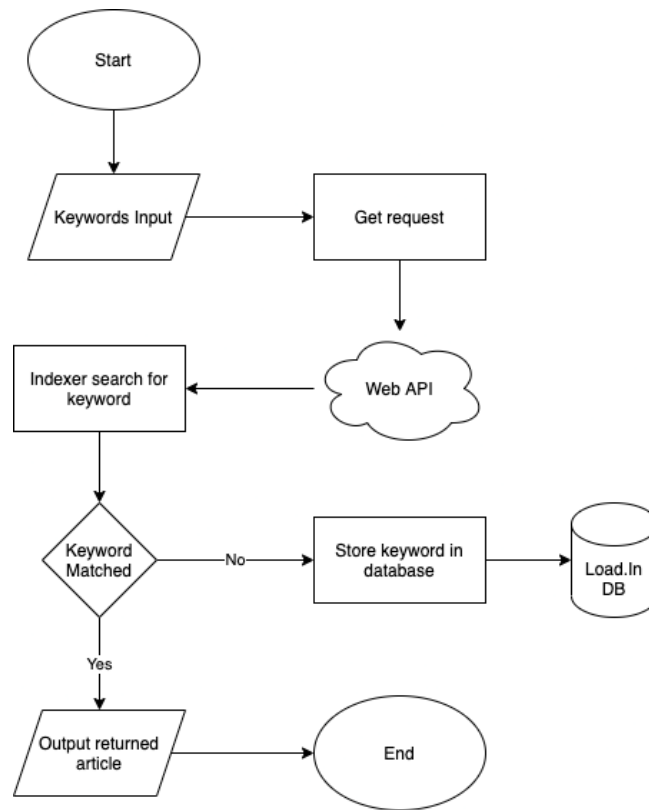 Start
Keywords Input
Get request
Web API
Indexer search for
keyword
Keyword
Matched
No
Store keyword in
database
Load.In
DB
Yes
Output returned
article
End